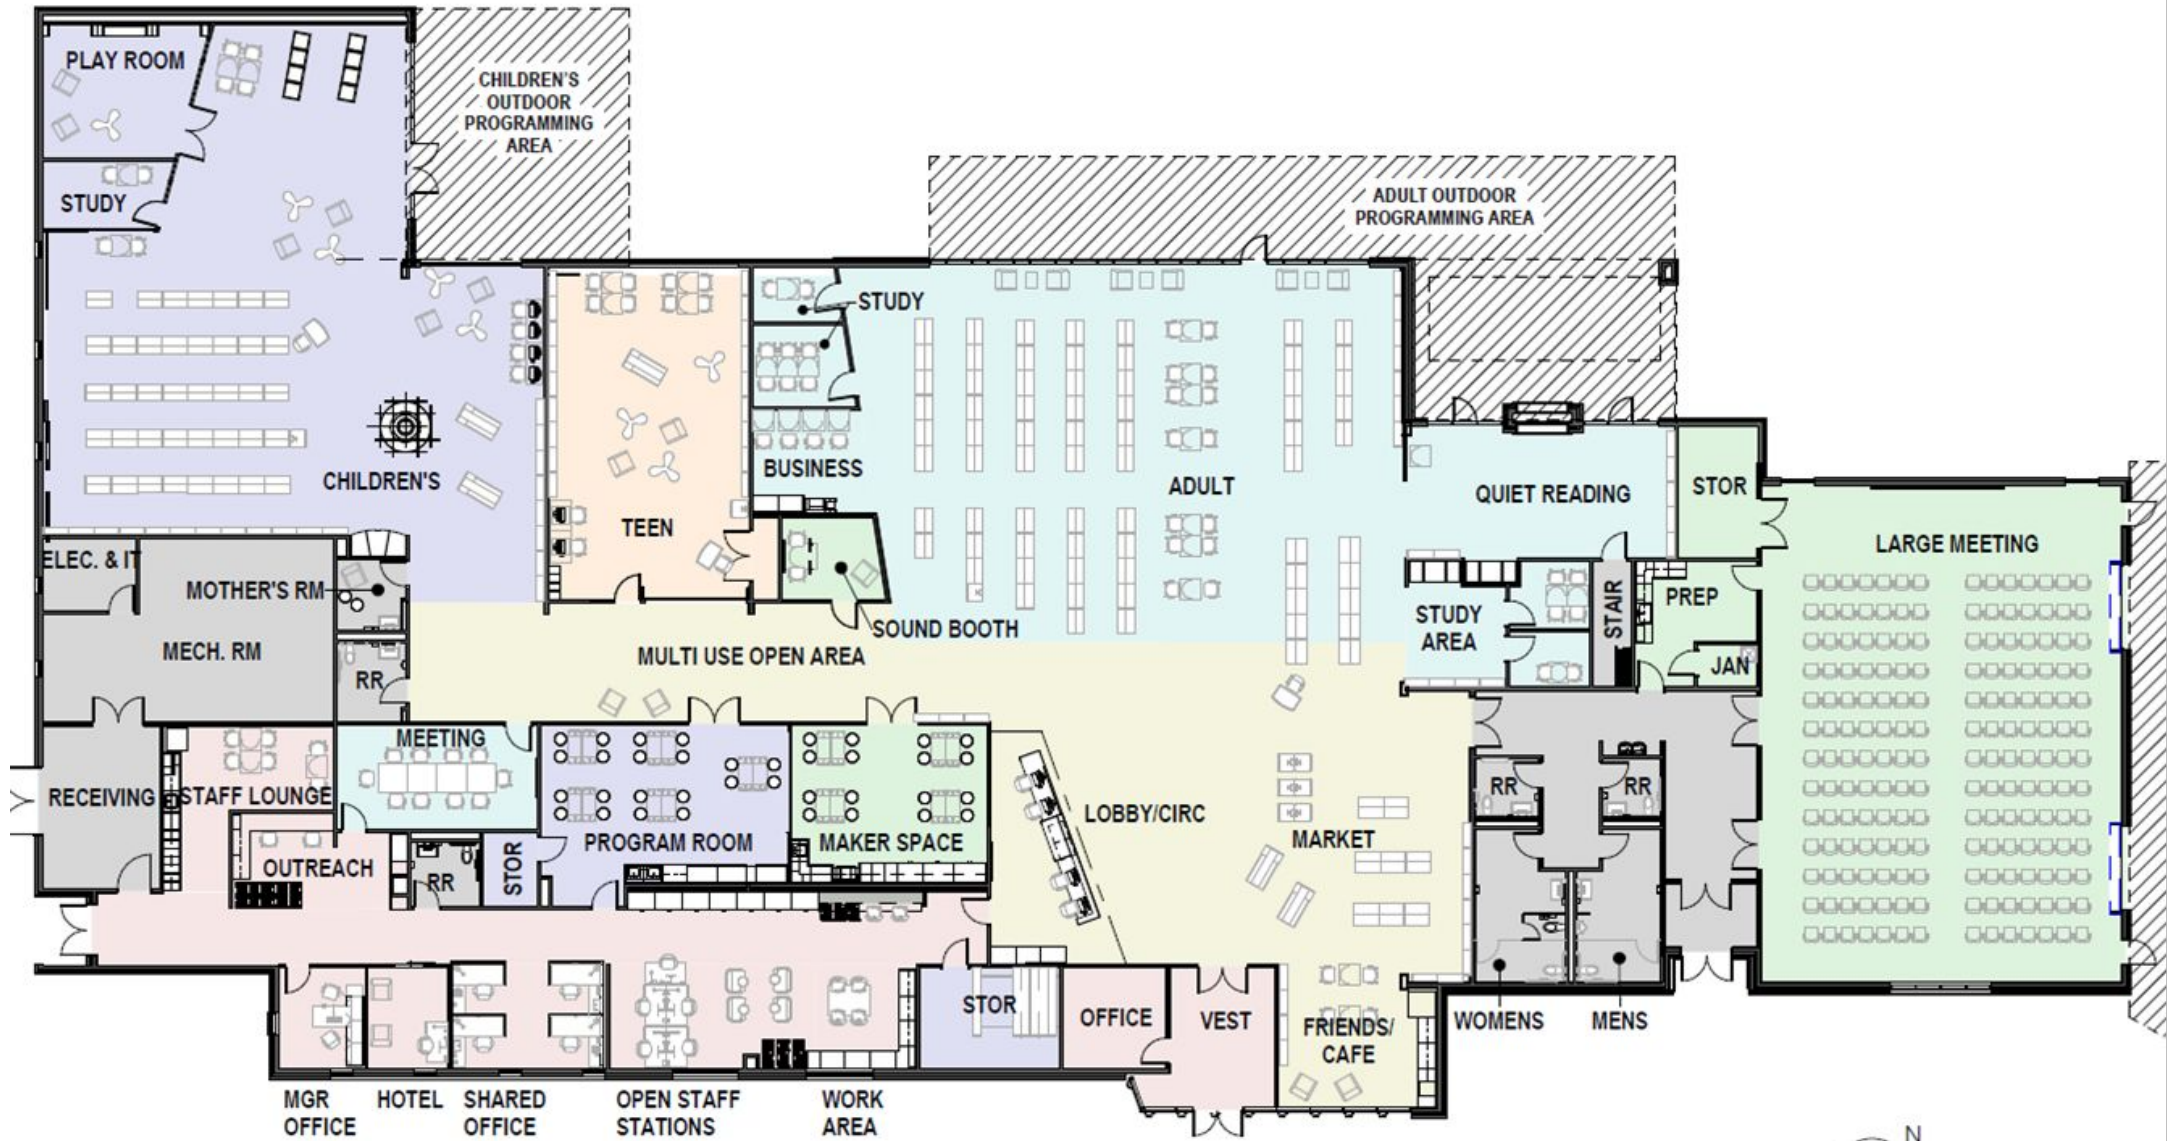 PLAY ROOM
CHILDREN'S
OUTDOOR
PROGRAMMING
AREA
ADULT OUTDOOR
PROGRAMMING AREA
STUDY
STUDY
BUSINESS
CHILDREN'S
ADULT
QUIET READING
STOR
TEEN
LARGE MEETING
ELEC. & IT
MOTHER'S RM
SOUND BOOTH
STUDY
AREA
STAIR
PREP
MECH. RM
MULTI USE OPEN AREA
JAN
RR
MEETING
RECEIVING
STAFF LOUNGE
RR
RR
LOBBY/CIRC
MARKET
PROGRAM ROOM
MAKER SPACE
OUTREACH
RR
STOR
STOR
OFFICE
VEST
FRIENDS/
CAFE
WOMENS
MENS
MGR
OFFICE
HOTEL
SHARED
OFFICE
OPEN STAFF
STATIONS
WORK
AREA
N